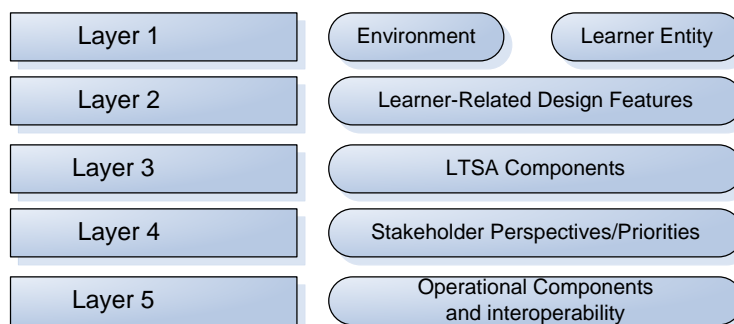 Layer 1 Environment Learner Entity
Layer 2 Learner-Related Design Features
Layer 3 LTSA Components
Layer 4 Stakeholder Perspectives/Priorities
Layer 5 Operational Components
and interoperability